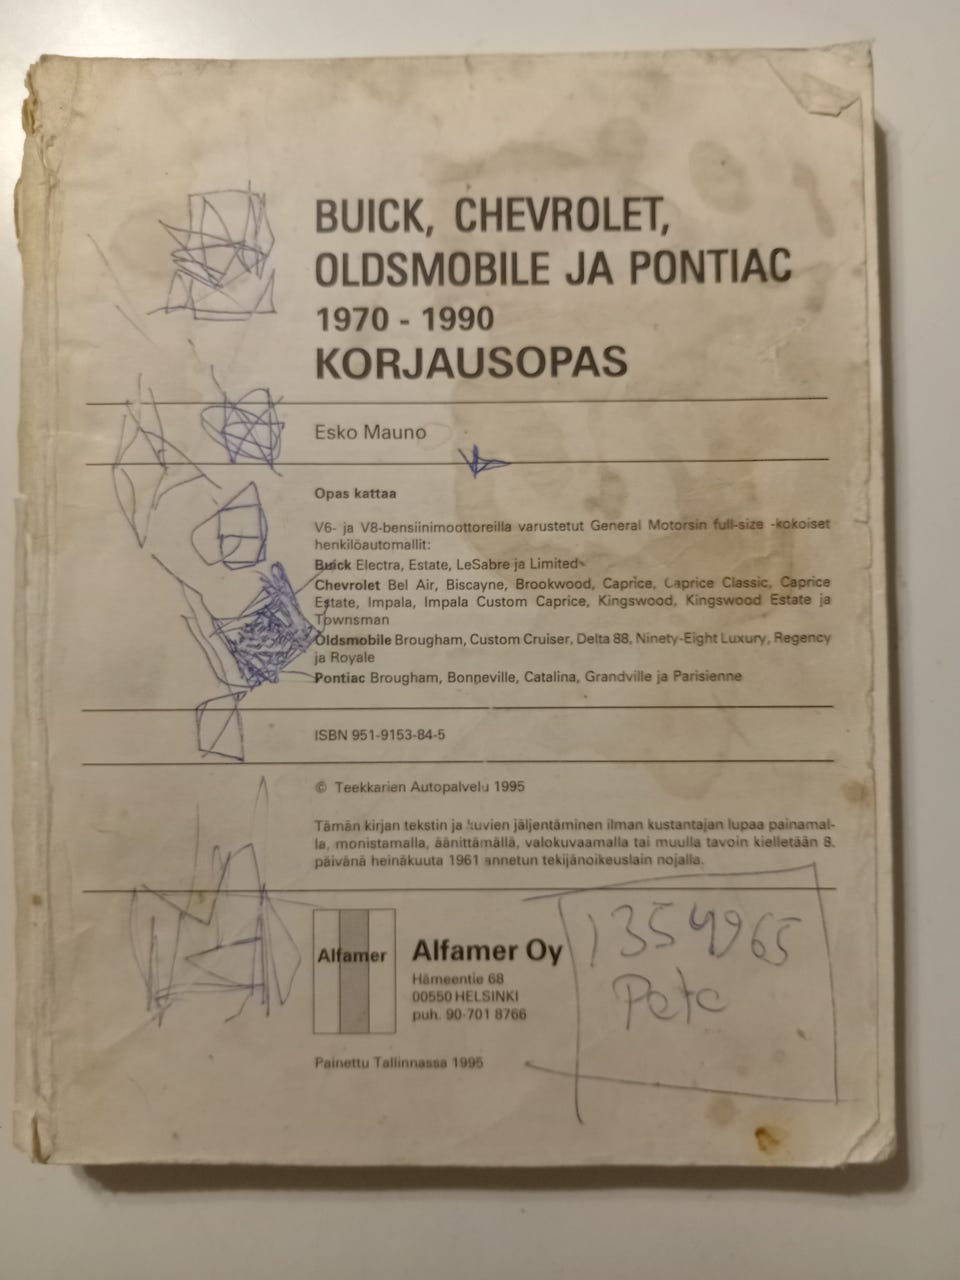 BUICK, CHEVROLET,
OLDSMOBILE JA PONTIAC
1970 - 1990
KORJAUSOPAS
Esko Mauno
Opas kattaa
V6- ja V8-bensiinimoottoreilla varustetut General Motorsin full-size -kokoiset
henkilöautomallit:
Buick Electra, Estate, LeSabre ja Limited
Chevrolet Bel Air, Biscayne, Brookwood, Caprice, Caprice Classic, Caprice
Estate, Impala, Impala Custom Caprice, Kingswood, Kingswood Estate ja
Townsman
Oldsmobile Brougham, Custom Cruiser, Delta 88, Ninety-Eight Luxury, Regency
ja Royale
Pontiac Brougham, Bonneville, Catalina, Grandville ja Parisienne
ISBN 951-9153-84-5
© Teekkarien Autopalvelu 1995
Tämän kirjan tekstin ja kuvien jäljentäminen ilman kustantajan lupaa painamal-
la, monistamalla, äänittämällä, valokuvaamalla tai muulla tavoin kielletään 8.
päivänä heinäkuuta 1961 annetun tekijänoikeuslain nojalla.
Alfamer
Alfamer Oy
Hämeentie 68
00550 HELSINKI
puh. 90-701 8766
Painettu Tallinnassa 1995
1354965
Pete